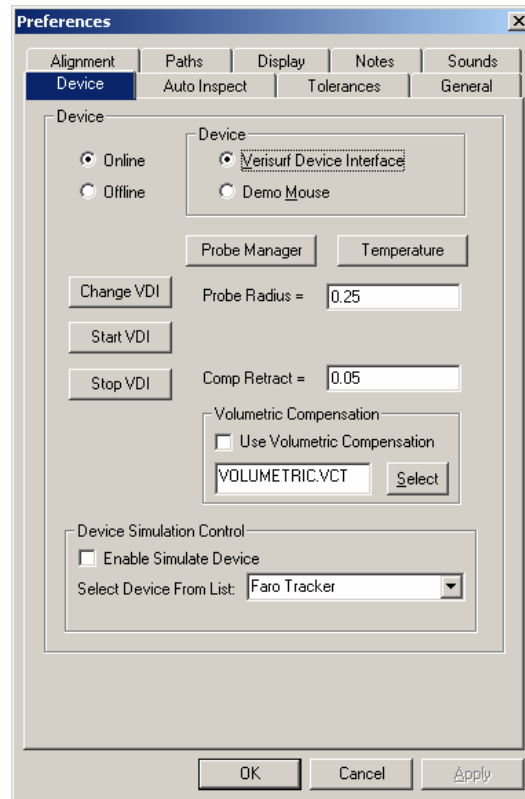 Preferences
Alignment Paths Display Notes Sounds
Device Auto Inspect Tolerances General
Device
Device
Online
Verisurf Device Interface
Offline
Demo Mouse
Probe Manager Temperature
Change VDI
Probe Radius = 0.25
Start VDI
Stop VDI
Comp Retract = 0.05
Volumetric Compensation
Use Volumetric Compensation
VOLUMETRIC.VCT Select
Device Simulation Control
Enable Simulate Device
Select Device From List: Faro Tracker
OK Cancel Apply